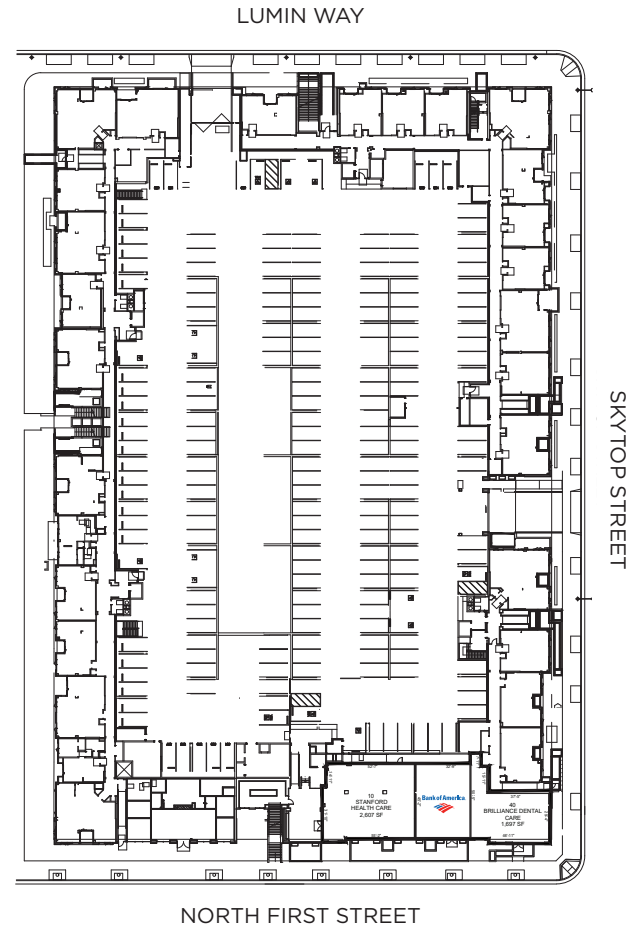 LUMIN WAY
SKYTOP STREET
10
STANFORD
HEALTH CARE
2,607 SF
Bank of America
40
BRILLIANCE DENTAL
CARE
1,697 SF
NORTH FIRST STREET